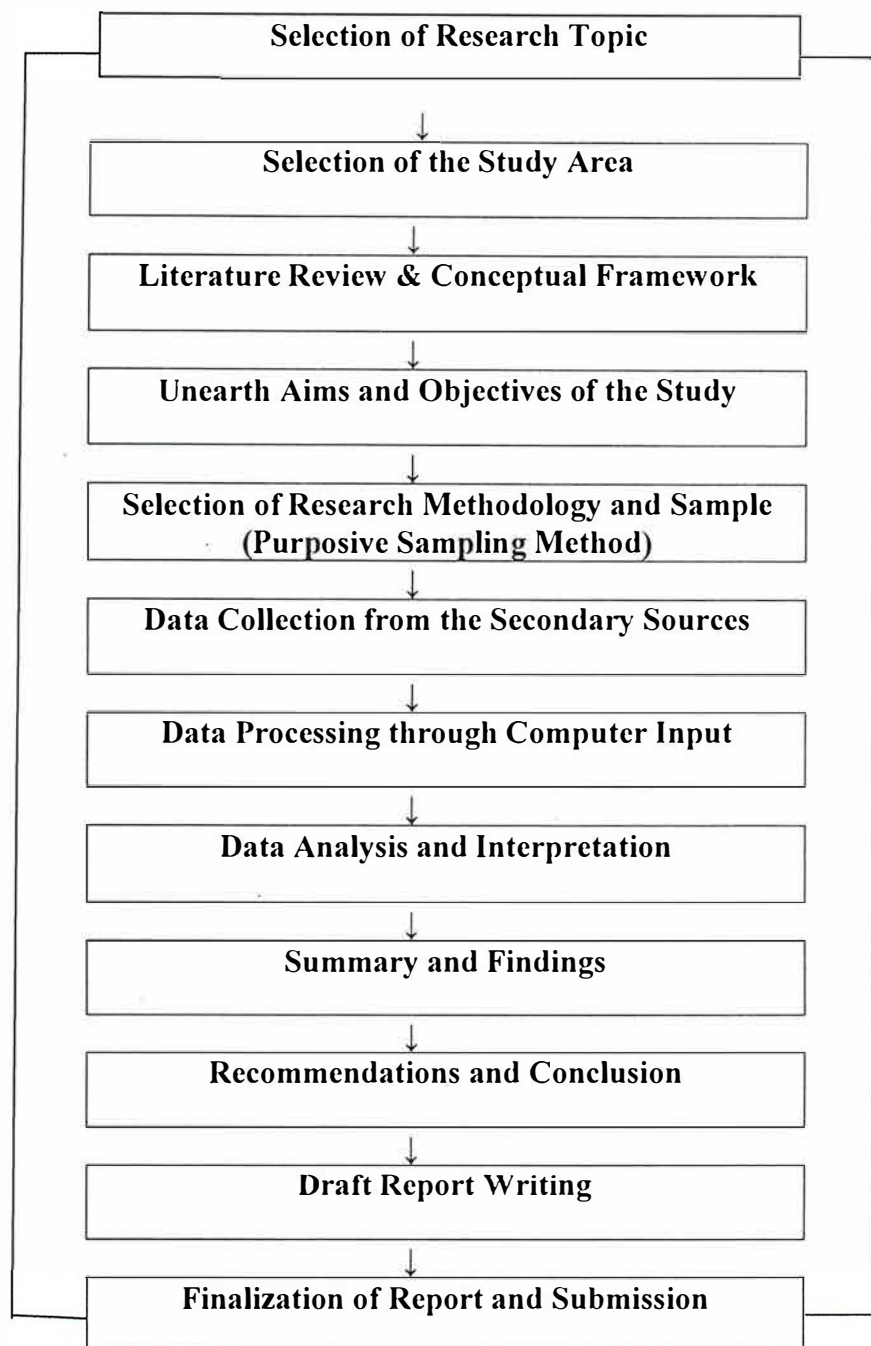 Selection of Research Topic
↓
Selection of the Study Area
↓
Literature Review & Conceptual Framework
↓
Unearth Aims and Objectives of the Study
↓
Selection of Research Methodology and Sample
(Purposive Sampling Method)
↓
Data Collection from the Secondary Sources
↓
Data Processing through Computer Input
↓
Data Analysis and Interpretation
↓
Summary and Findings
↓
Recommendations and Conclusion
↓
Draft Report Writing
↓
Finalization of Report and Submission